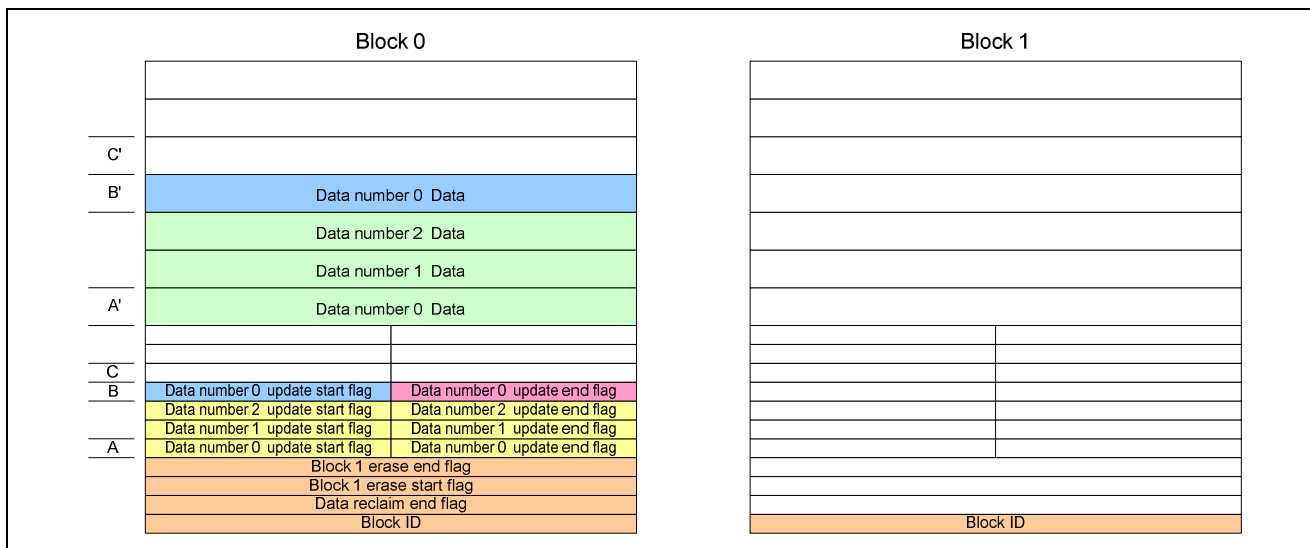 Block 0
Block 1
C'
B'
Data number 0 Data
Data number 2 Data
Data number 1 Data
A'
Data number 0 Data
C
B
Data number 0 update start flag
Data number 0 update end flag
Data number 2 update start flag
Data number 2 update end flag
Data number 1 update start flag
Data number 1 update end flag
A
Data number 0 update start flag
Data number 0 update end flag
Block 1 erase end flag
Block 1 erase start flag
Data reclaim end flag
Block ID
Block ID